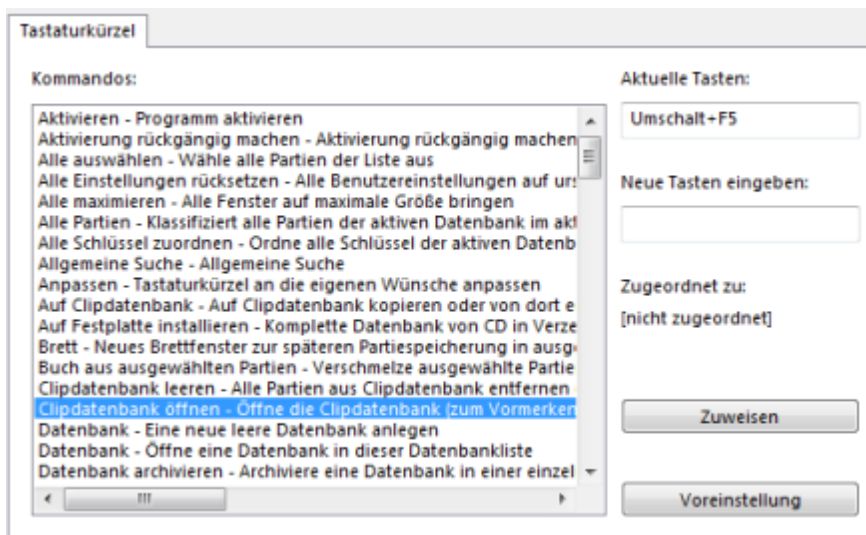 Tastaturkürzel
Kommandos:
Aktivieren - Programm aktivieren
Aktivierung rückgängig machen - Aktivierung rückgängig machen
Alle auswählen - Wähle alle Partien der Liste aus
Alle Einstellungen rücksetzen - Alle Benutzereinstellungen auf urs
Alle maximieren - Alle Fenster auf maximale Größe bringen
Alle Partien - Klassifiziert alle Partien der aktiven Datenbank im akt
Alle Schlüssel zuordnen - Ordne alle Schlüssel der aktiven Datenb
Allgemeine Suche - Allgemeine Suche
Anpassen - Tastaturkürzel an die eigenen Wünsche anpassen
Auf Clipdatenbank - Auf Clipdatenbank kopieren oder von dort e
Auf Festplatte installieren - Komplette Datenbank von CD in Verze
Brett - Neues Brettfenster zur späteren Partiespeicherung in ausg
Buch aus ausgewählten Partien - Verschmelze ausgewählte Partie
Clipdatenbank leeren - Alle Partien aus Clipdatenbank entfernen
Clipdatenbank öffnen - Öffne die Clipdatenbank (zum Vormerken
Datenbank - Eine neue leere Datenbank anlegen
Datenbank - Öffne eine Datenbank in dieser Datenbankliste
Datenbank archivieren - Archiviere eine Datenbank in einer einzel
Aktuelle Tasten:
Umschalt+F5
Neue Tasten eingeben:
Zugeordnet zu:
[nicht zugeordnet]
Zuweisen
Voreinstellung